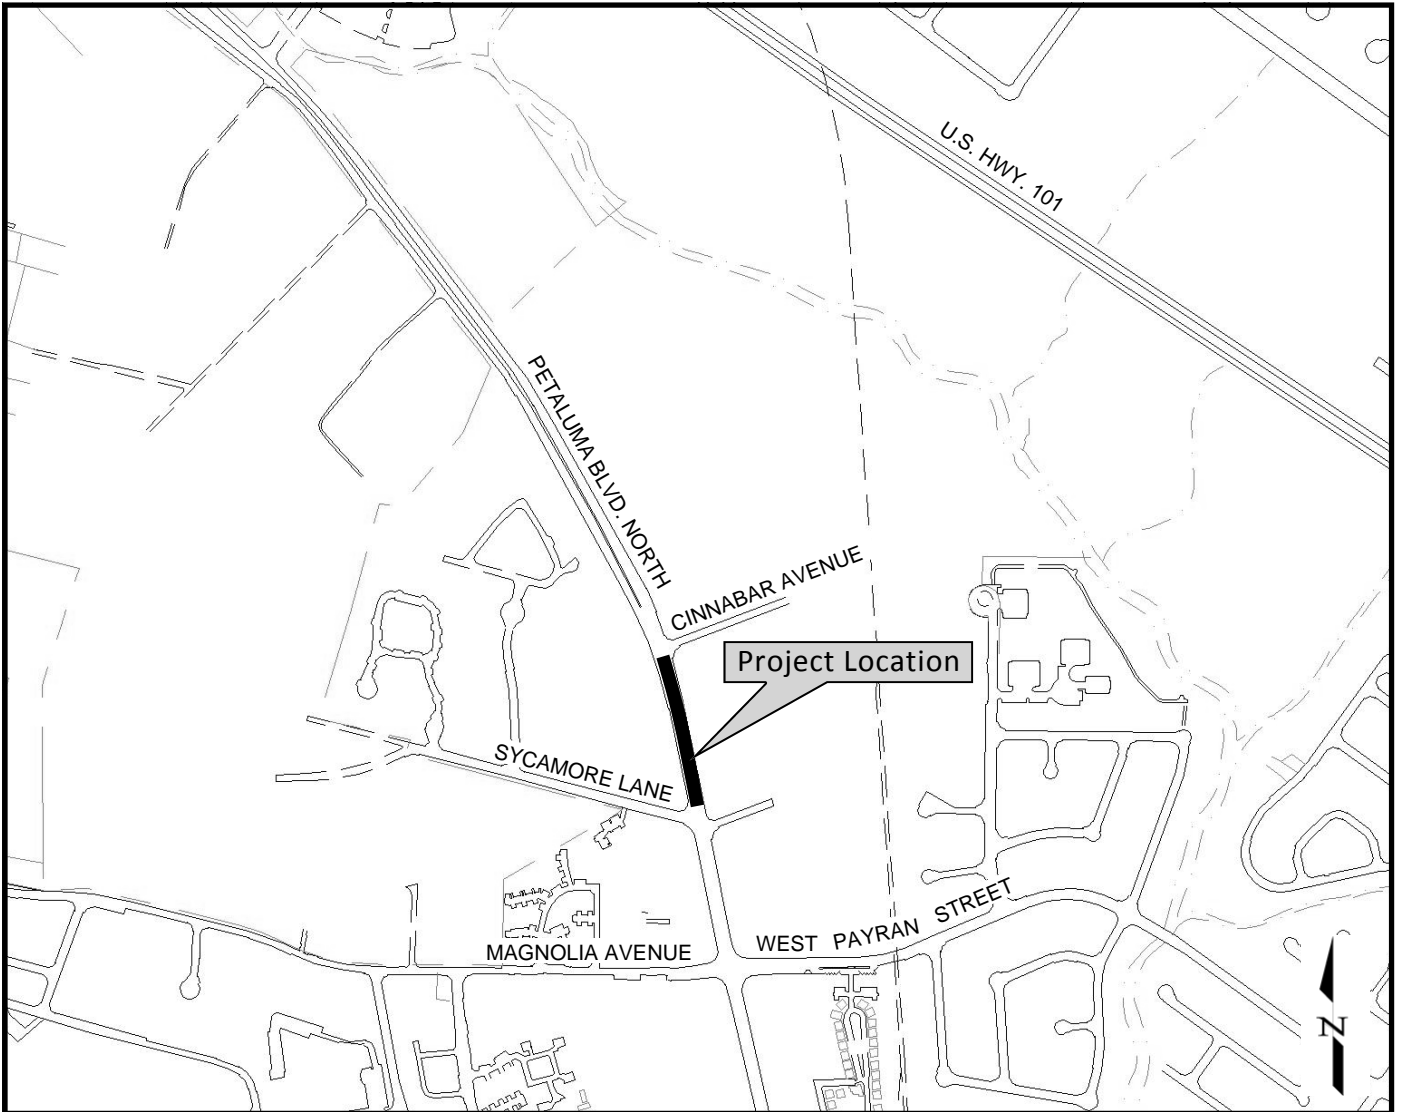 U.S. HWY. 101
PETALUMA BLVD. NORTH
CINNABAR AVENUE
Project Location
SYCAMORE LANE
WEST PAYRAN STREET
MAGNOLIA AVENUE
N